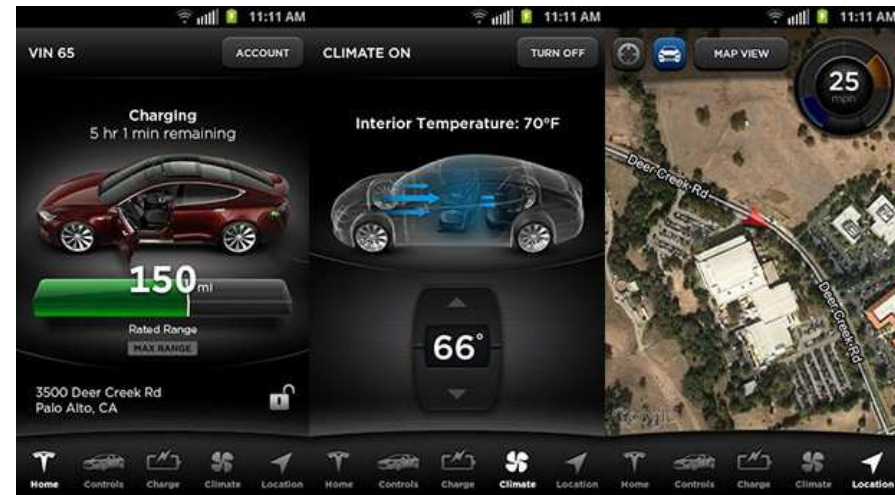 11:11 AM
VIN 65
ACCOUNT
Charging
5 hr 1 min remaining
150 mi
Rated Range
MAX RANGE
3500 Deer Creek Rd
Palo Alto, CA
Home Controls Charge Climate Location
11:11 AM
CLIMATE ON
TURN OFF
Interior Temperature: 70°F
66°
Home Controls Charge Climate Location
11:11 AM
MAP VIEW
25
mph
Deer Creek Rd
Deer Creek Rd
Home Controls Charge Climate Location